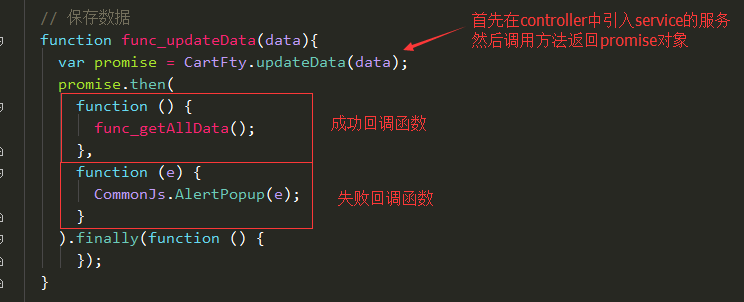 // 保存数据
首先在controller中引入service的服务
function func_updateData(data){
然后调用方法返回promise对象
var promise = CartFty.updateData(data);
promise.then(
function () {
func_getAllData();
成功回调函数
},
function (e) {
CommonJs.AlertPopup(e);
失败回调函数
}
).finally(function () {
});
}